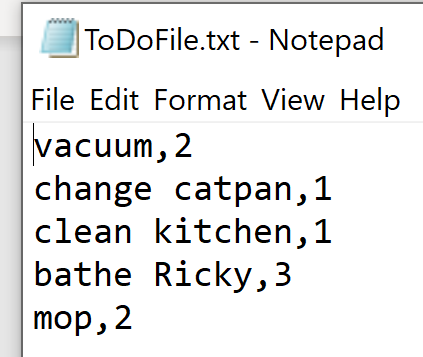 ToDoFile.txt - Notepad
File Edit Format View Help
vacuum,2
change catpan,1
clean kitchen,1
bathe Ricky,3
mop,2